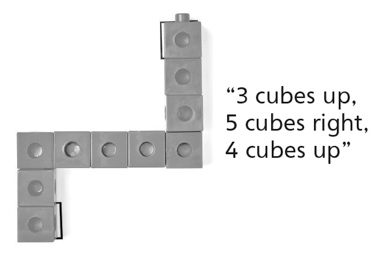 “3 cubes up,
5 cubes right,
4 cubes up”